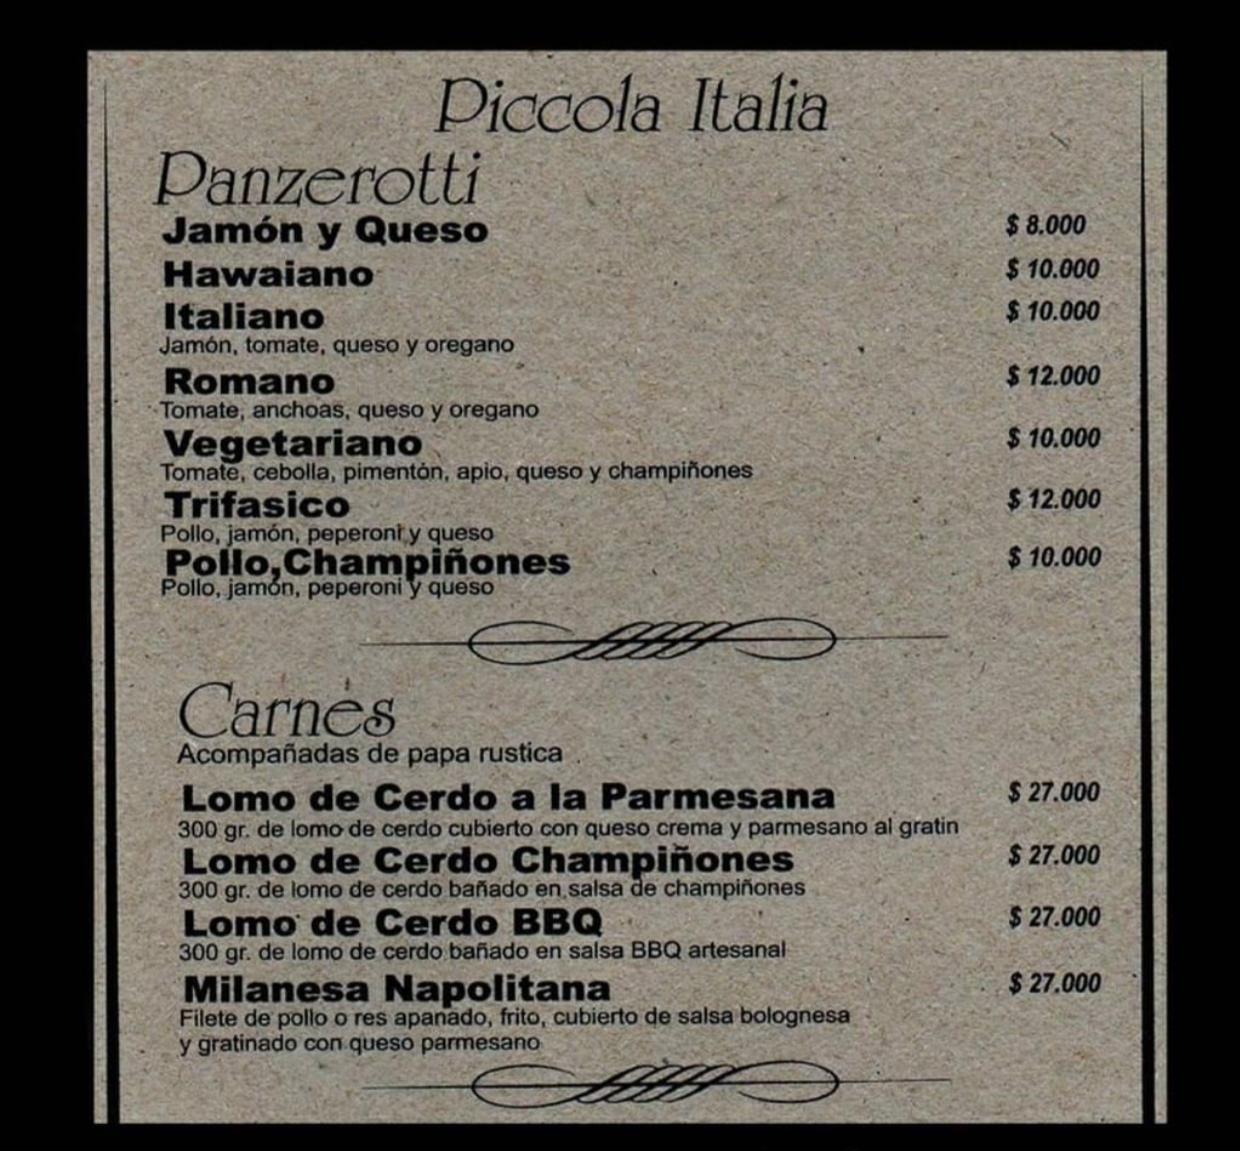 Piccola Italia
Panzerotti
Jamón y Queso $ 8.000
Hawaiano $ 10.000
Italiano $ 10.000
Jamón, tomate, queso y oregano
Romano $ 12.000
Tomate, anchoas, queso y oregano
Vegetariano $ 10.000
Tomate, cebolla, pimentón, apio, queso y champiñones
Trifasico $ 12.000
Pollo, jamón, peperoni y queso
Pollo,Champiñones $ 10.000
Pollo, jamón, peperoni y queso
Carnes
Acompañadas de papa rustica
Lomo de Cerdo a la Parmesana $ 27.000
300 gr. de lomo de cerdo cubierto con queso crema y parmesano al gratin
Lomo de Cerdo Champiñones $ 27.000
300 gr. de lomo de cerdo bañado en salsa de champiñones
Lomo de Cerdo BBQ $ 27.000
300 gr. de lomo de cerdo bañado en salsa BBQ artesanal
Milanesa Napolitana $ 27.000
Filete de pollo o res apanado, frito, cubierto de salsa bolognesa
y gratinado con queso parmesano